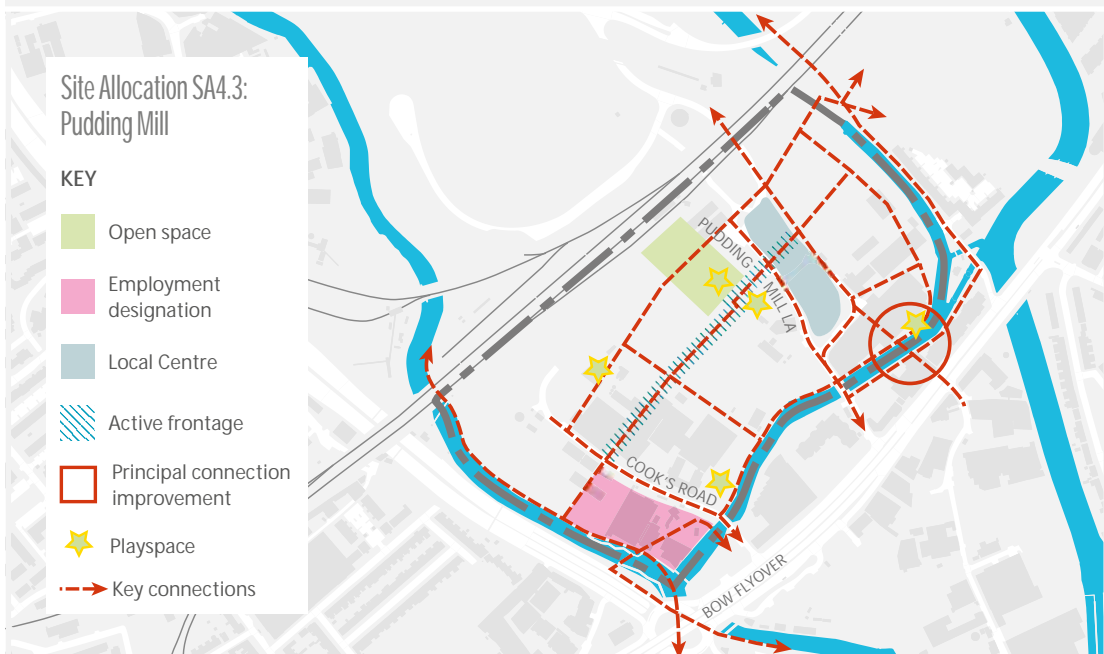 Site Allocation SA4.3:
Pudding Mill
KEY
Open space
Employment
designation
Local Centre
Active frontage
Principal connection
improvement
Playspace
Key connections
PUDDING
MILL LA
COOK'S ROAD
BOW FLYOVER